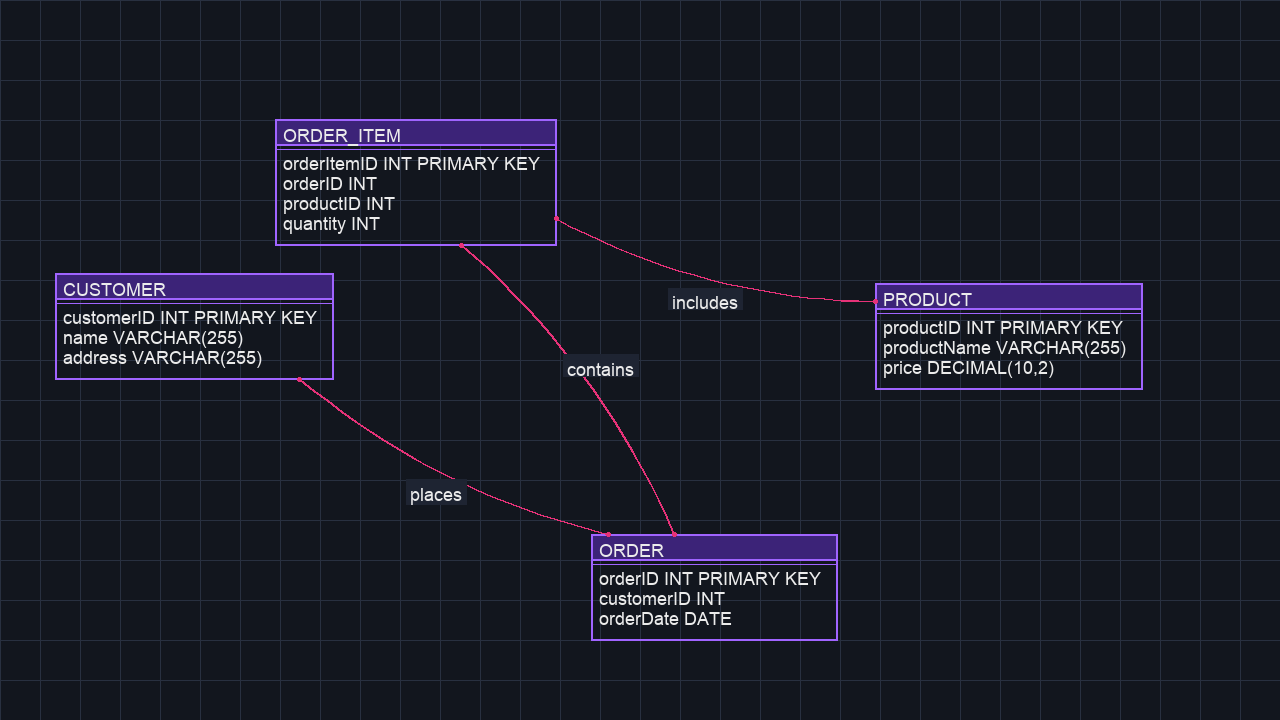 ORDER_ITEM
orderItemID INT PRIMARY KEY
orderID INT
productID INT
quantity INT
CUSTOMER
customerID INT PRIMARY KEY
name VARCHAR(255)
address VARCHAR(255)
includes
PRODUCT
productID INT PRIMARY KEY
productName VARCHAR(255)
price DECIMAL(10,2)
contains
places
ORDER
orderID INT PRIMARY KEY
customerID INT
orderDate DATE